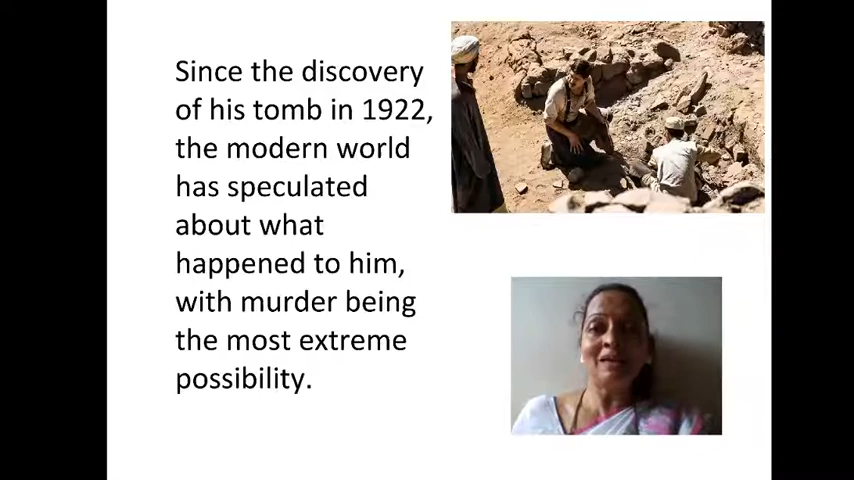 Since the discovery
of his tomb in 1922,
the modern world
has speculated
about what
happened to him,
with murder being
the most extreme
possibility.